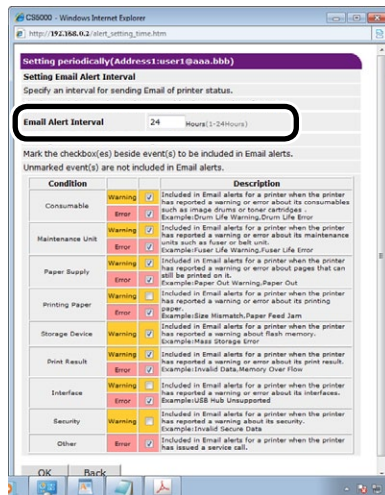 CS6000 - Windows Internet Explorer
http://192.168.0.2/alert_setting_time.htm
Setting periodically(Address1:user1@aaa.bbb)
Setting Email Alert Interval
Specify an interval for sending Email of printer status.
Email Alert Interval 24 Hours(1-24Hours)
Mark the checkbox(es) beside event(s) to be included in Email alerts.
Unmarked event(s) are not included in Email alerts.
Condition Description
Consumable Warning Included in Email alerts for a printer when the printer
has reported a warning or error about its consumables
Error such as image drums or toner cartridges .
Example:Drum Life Warning,Drum Life Error
Maintenance Unit Warning Included in Email alerts for a printer when the printer
has reported a warning or error about its maintenance
Error units such as fuser or belt unit.
Example:Fuser Life Warning,Fuser Life Error
Paper Supply Warning Included in Email alerts for a printer when the printer
has reported a warning or error about pages that can
Error still be printed on it.
Example:Paper Out Warning,Paper Out
Printing Paper Warning Included in Email alerts for a printer when the printer
has reported a warning or error about its printing
Error paper.
Example:Size Mismatch,Paper Feed Jam
Storage Device Warning Included in Email alerts for a printer when the printer
has reported a warning about flash memory.
Example:Mass Storage Error
Print Result Warning Included in Email alerts for a printer when the printer
has reported a warning or error about its print result.
Error Example:Invalid Data,Memory Over Flow
Interface Warning Included in Email alerts for a printer when the printer
has reported a warning or error about its interfaces.
Error Example:USB Hub Unsupported
Security Warning Included in Email alerts for a printer when the printer
has reported a warning about its security.
Example:Invalid Secure Data
Other Error Included in Email alerts for a printer when the printer
has issued a service call.
OK Back